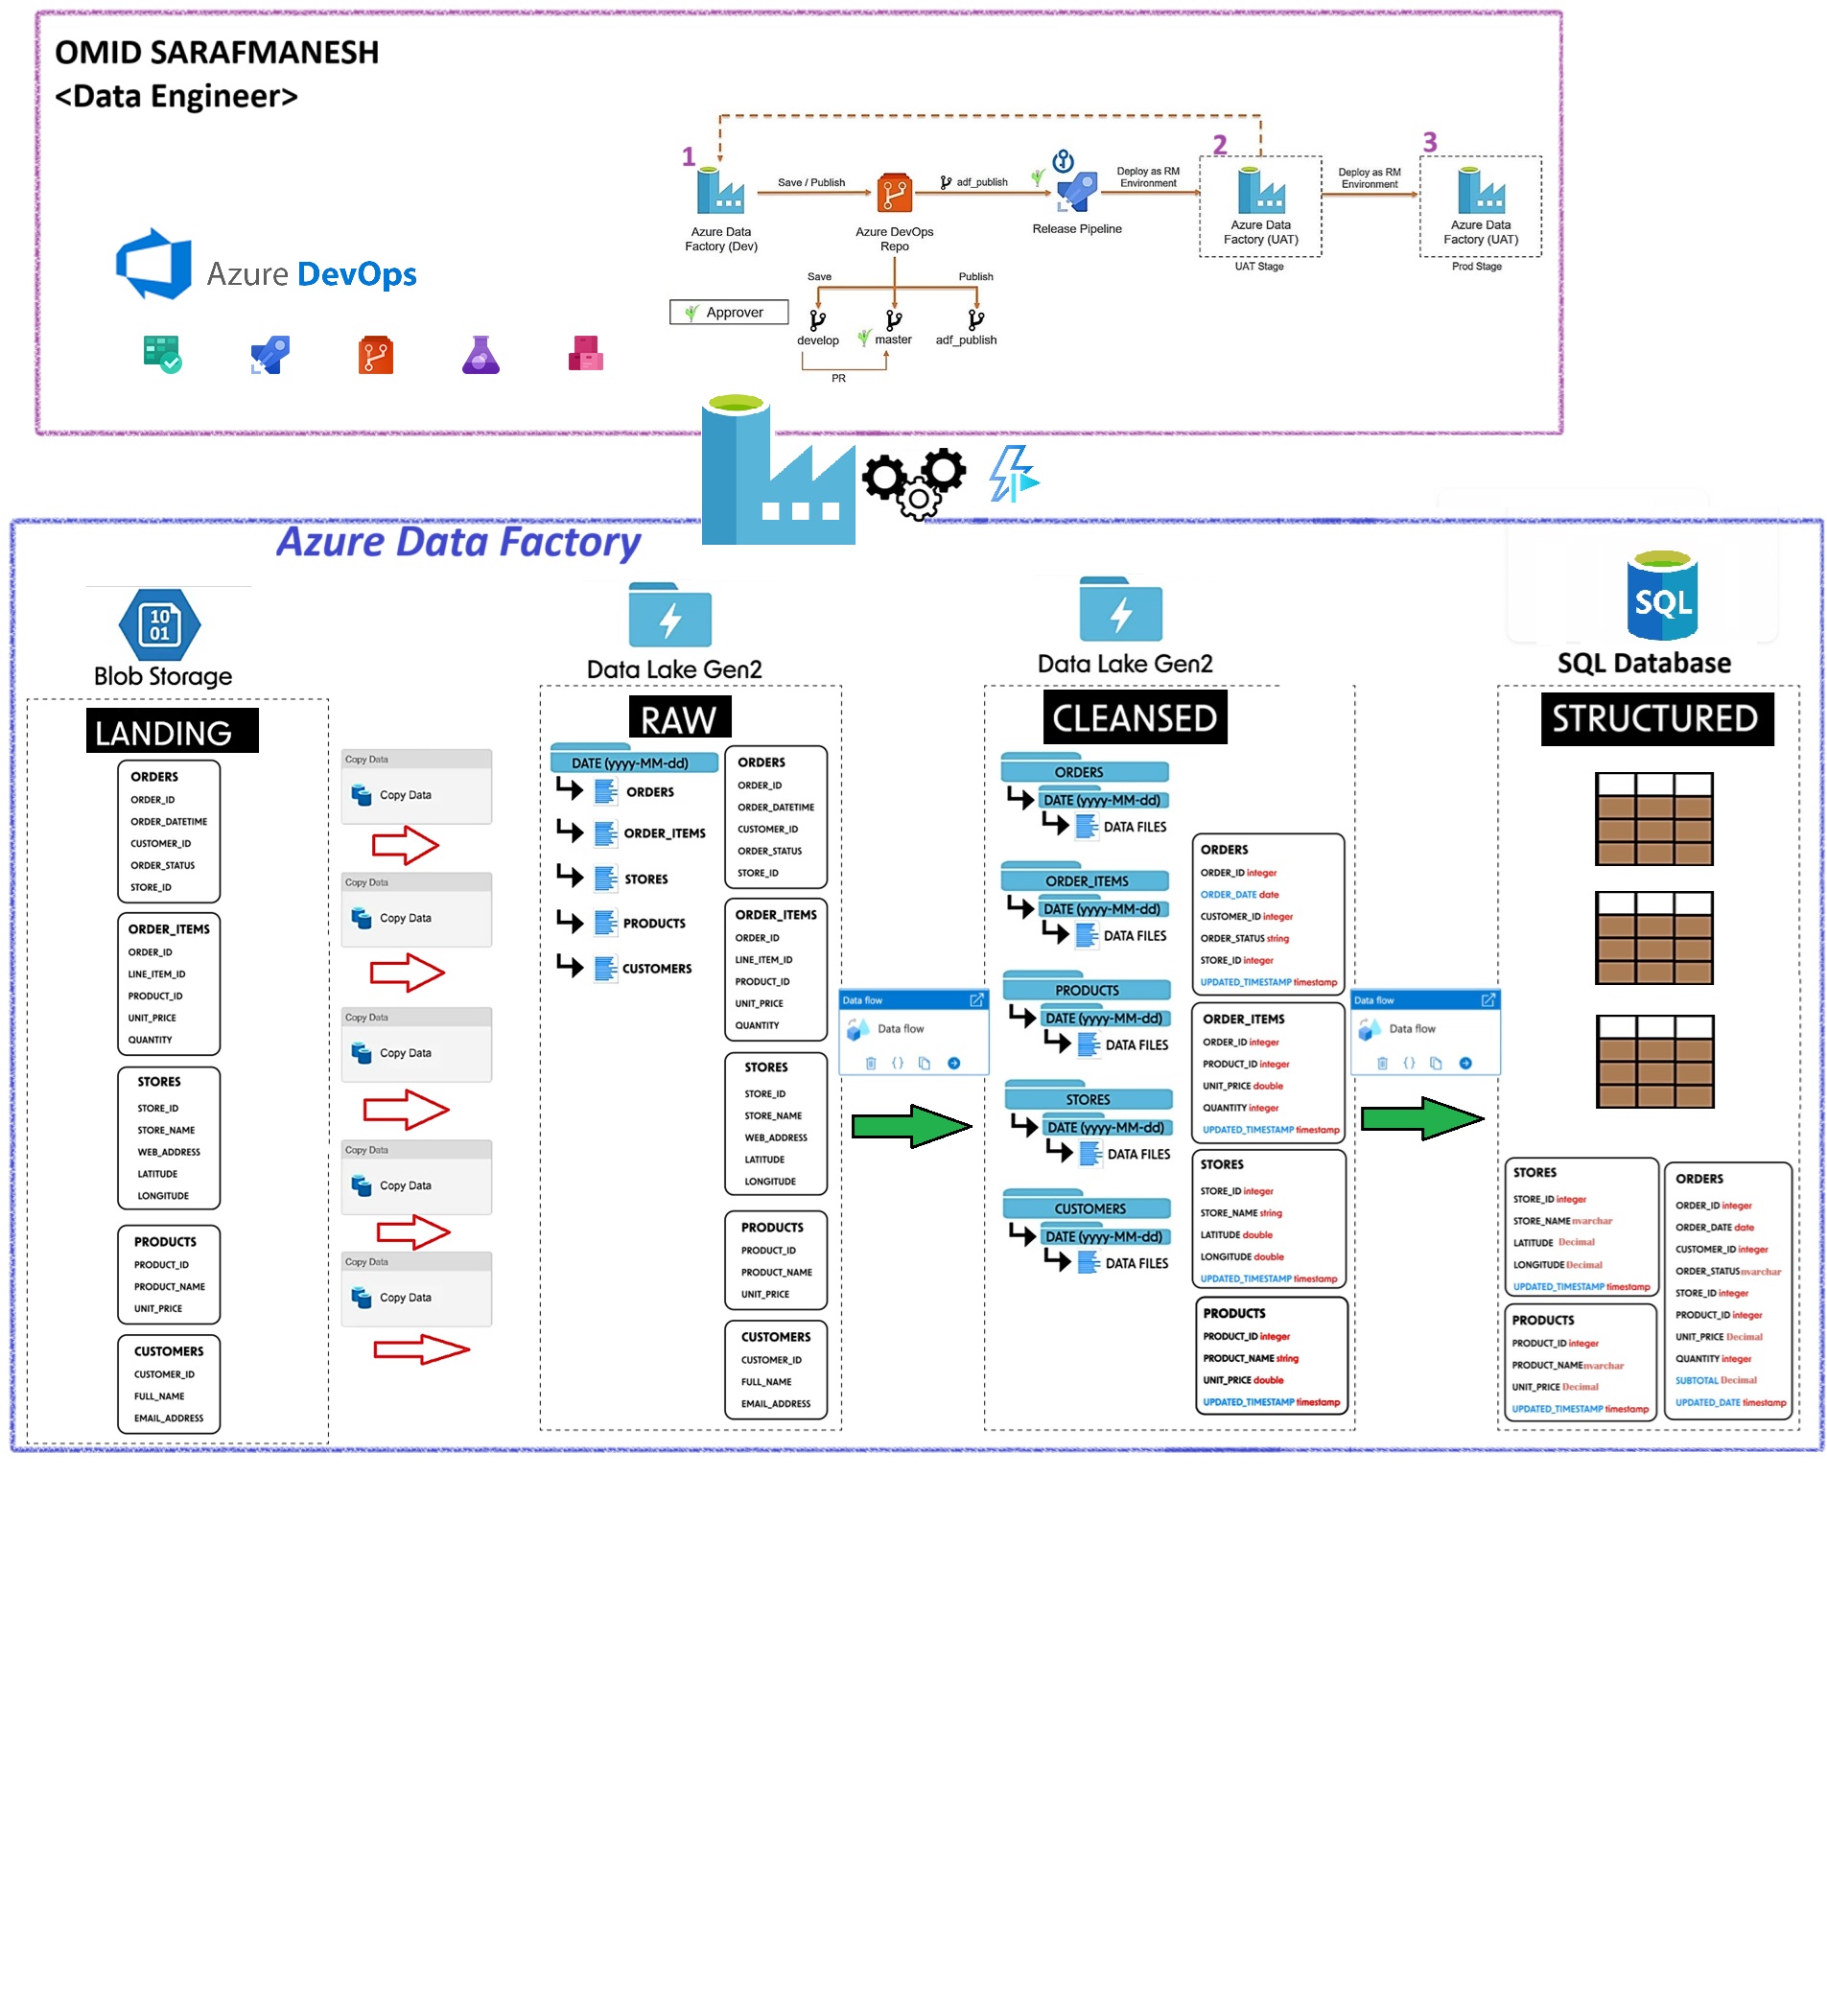 OMID SARAFMANESH
<Data Engineer>
Azure DevOps
1
2
3
Save / Publish
adf_publish
Deploy as RM
Environment
Deploy as RM
Environment
Azure Data
Factory (Dev)
Azure DevOps
Repo
Release Pipeline
Azure Data
Factory (UAT)
UAT Stage
Azure Data
Factory (UAT)
Prod Stage
Save
Publish
Approver
develop
master
adf_publish
PR
Azure Data Factory
10
01
Blob Storage
LANDING
ORDERS
ORDER_ID
ORDER_DATETIME
CUSTOMER_ID
ORDER_STATUS
STORE_ID
ORDER_ITEMS
ORDER_ID
LINE_ITEM_ID
PRODUCT_ID
UNIT_PRICE
QUANTITY
STORES
STORE_ID
STORE_NAME
WEB_ADDRESS
LATITUDE
LONGITUDE
PRODUCTS
PRODUCT_ID
PRODUCT_NAME
UNIT_PRICE
CUSTOMERS
CUSTOMER_ID
FULL_NAME
EMAIL_ADDRESS
Copy Data
Copy Data
Copy Data
Copy Data
Copy Data
Copy Data
Copy Data
Copy Data
Copy Data
Copy Data
Data Lake Gen2
RAW
DATE (yyyy-MM-dd)
ORDERS
ORDER_ITEMS
STORES
PRODUCTS
CUSTOMERS
ORDERS
ORDER_ID
ORDER_DATETIME
CUSTOMER_ID
ORDER_STATUS
STORE_ID
ORDER_ITEMS
ORDER_ID
LINE_ITEM_ID
PRODUCT_ID
UNIT_PRICE
QUANTITY
STORES
STORE_ID
STORE_NAME
WEB_ADDRESS
LATITUDE
LONGITUDE
PRODUCTS
PRODUCT_ID
PRODUCT_NAME
UNIT_PRICE
CUSTOMERS
CUSTOMER_ID
FULL_NAME
EMAIL_ADDRESS
Data flow
Data flow
{}
Data Lake Gen2
CLEANSED
ORDERS
DATE (yyyy-MM-dd)
DATA FILES
ORDER_ITEMS
DATE (yyyy-MM-dd)
DATA FILES
PRODUCTS
DATE (yyyy-MM-dd)
DATA FILES
STORES
DATE (yyyy-MM-dd)
DATA FILES
CUSTOMERS
DATE (yyyy-MM-dd)
DATA FILES
ORDERS
ORDER_ID integer
ORDER_DATE date
CUSTOMER_ID integer
ORDER_STATUS string
STORE_ID integer
UPDATED_TIMESTAMP timestamp
ORDER_ITEMS
ORDER_ID integer
PRODUCT_ID integer
UNIT_PRICE double
QUANTITY integer
UPDATED_TIMESTAMP timestamp
STORES
STORE_ID integer
STORE_NAME string
LATITUDE double
LONGITUDE double
UPDATED_TIMESTAMP timestamp
PRODUCTS
PRODUCT_ID integer
PRODUCT_NAME string
UNIT_PRICE double
UPDATED_TIMESTAMP timestamp
Data flow
Data flow
{}
SQL
SQL Database
STRUCTURED
STORES
STORE_ID integer
STORE_NAME nvarchar
LATITUDE Decimal
LONGITUDE Decimal
UPDATED_TIMESTAMP timestamp
PRODUCTS
PRODUCT_ID integer
PRODUCT_NAME nvarchar
UNIT_PRICE Decimal
UPDATED_TIMESTAMP timestamp
ORDERS
ORDER_ID integer
ORDER_DATE date
CUSTOMER_ID integer
ORDER_STATUS nvarchar
STORE_ID integer
PRODUCT_ID integer
UNIT_PRICE Decimal
QUANTITY integer
SUBTOTAL Decimal
UPDATED_DATE timestamp